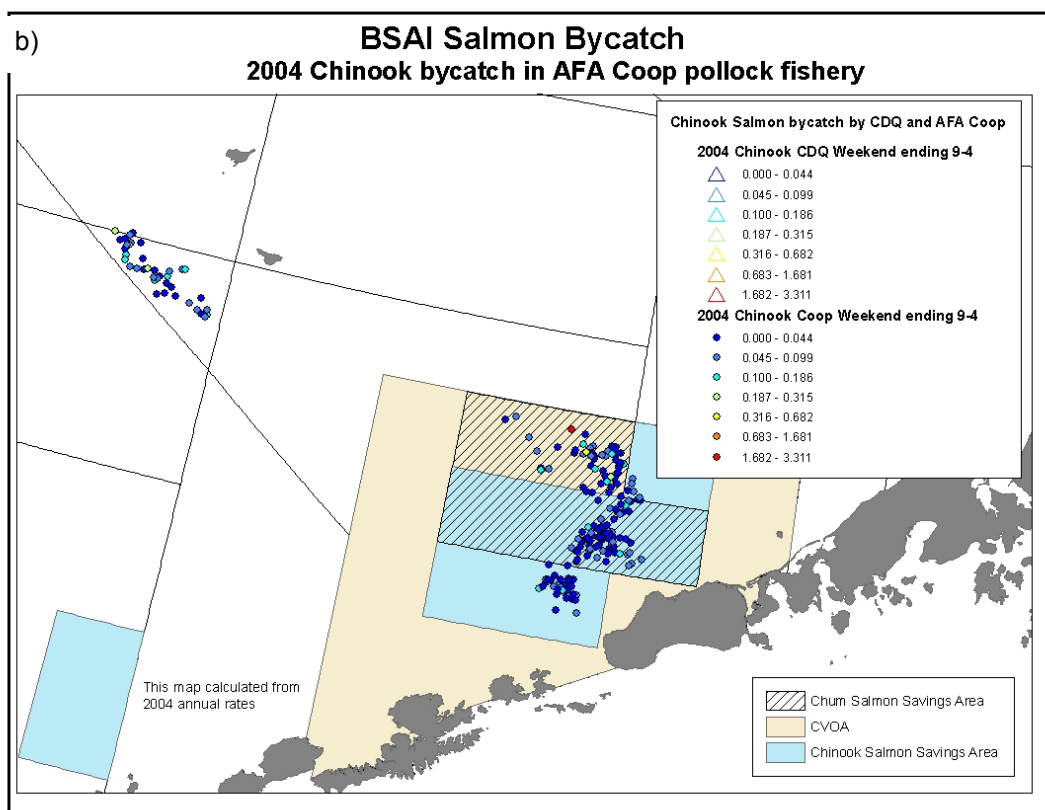 b)
BSAI Salmon Bycatch
2004 Chinook bycatch in AFA Coop pollock fishery
Chinook Salmon bycatch by CDQ and AFA Coop
2004 Chinook CDQ Weekend ending 9-4
0.000 - 0.044
0.045 - 0.099
0.100 - 0.186
0.187 - 0.315
0.316 - 0.682
0.683 - 1.681
1.682 - 3.311
2004 Chinook Coop Weekend ending 9-4
0.000 - 0.044
0.045 - 0.099
0.100 - 0.186
0.187 - 0.315
0.316 - 0.682
0.683 - 1.681
1.682 - 3.311
This map calculated from
2004 annual rates
Chum Salmon Savings Area
CVOA
Chinook Salmon Savings Area